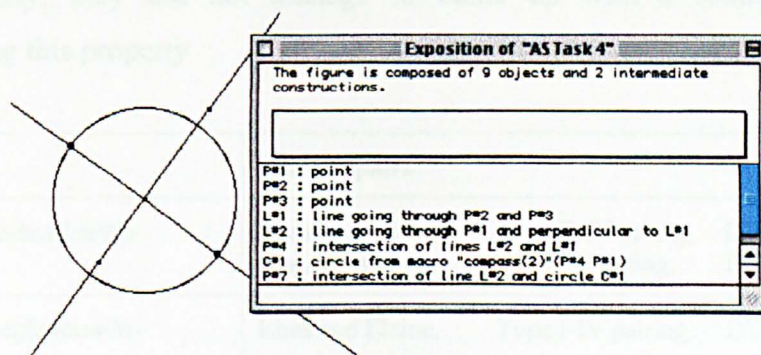 ng this property
Exposition of "AS Task 4"
The figure is composed of 9 objects and 2 intermediate
constructions.
P#1 : point
P#2 : point
P#3 : point
L#1 : line going through P#2 and P#3
L#2 : line going through P#1 and perpendicular to L#1
P#4 : intersection of lines L#2 and L#1
C#1 : circle from macro "compass(2)"(P#4 P#1)
P#7 : intersection of line L#2 and circle C#1